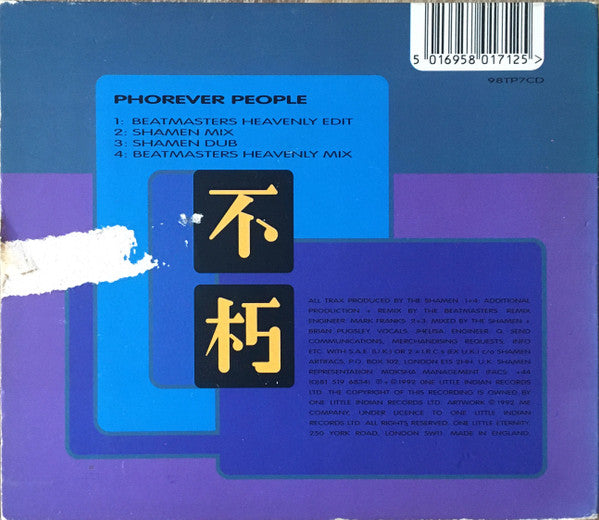 5 016958 017125 >
98TP7CD
PHOREVER PEOPLE
1: BEATMASTERS HEAVENLY EDIT
2: SHAMEN MIX
3: SHAMEN DUB
4: BEATMASTERS HEAVENLY MIX
不
朽
ALL TRAX PRODUCED BY THE SHAMEN. 1+4: ADDITIONAL
PRODUCTION + REMIX BY THE BEATMASTERS. REMIX
ENGINEER: MARK FRANKS. 2+3: MIXED BY THE SHAMEN +
BRIAN PUGSLEY. VOCALS: JHELISA. ENGINEER: Q. SEND
COMMUNICATIONS, MERCHANDISING REQUESTS, INFO
ETC. WITH S.A.E. (U.K.) OR 2 x I.R.C.s (EX U.K.) c/o SHAMEN
ARTIFACS, P.O. BOX 102, LONDON E15 2HH, U.K. SHAMEN
REPRESENTATION: MOKSHA MANAGEMENT (FACS: +44
(0)81 519 6834). ℗+©1992 ONE LITTLE INDIAN RECORDS
LTD. THE COPYRIGHT OF THIS RECORDING IS OWNED BY
ONE LITTLE INDIAN RECORDS LTD. ARTWORK ©1992 ME
COMPANY, UNDER LICENCE TO ONE LITTLE INDIAN
RECORDS LTD. ALL RIGHTS RESERVED. ONE LITTLE ETERNITY.
250 YORK ROAD, LONDON SW11. MADE IN ENGLAND.